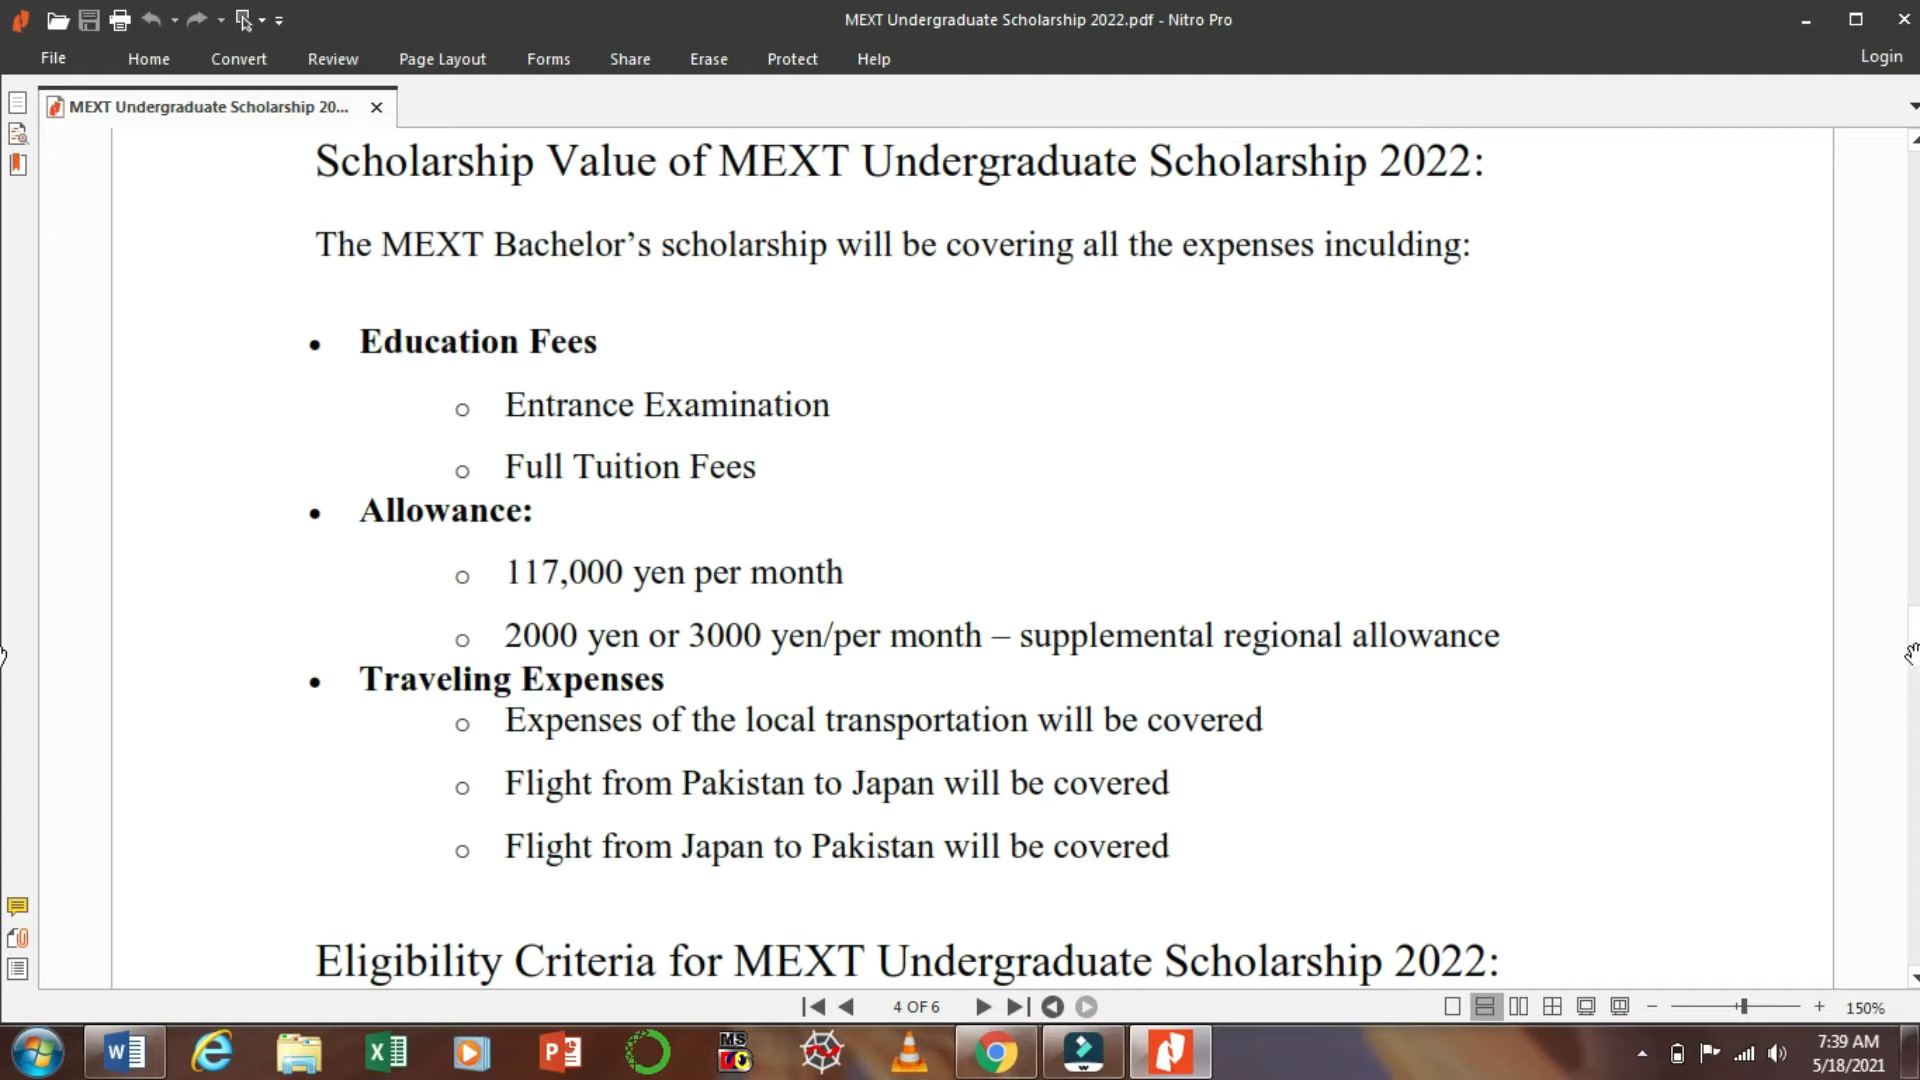 MEXT Undergraduate Scholarship 2022.pdf - Nitro Pro
File Home Convert Review Page Layout Forms Share Erase Protect Help Login
MEXT Undergraduate Scholarship 20...
Scholarship Value of MEXT Undergraduate Scholarship 2022:
The MEXT Bachelor’s scholarship will be covering all the expenses inculding:
• Education Fees
o Entrance Examination
o Full Tuition Fees
• Allowance:
o 117,000 yen per month
o 2000 yen or 3000 yen/per month – supplemental regional allowance
• Traveling Expenses
o Expenses of the local transportation will be covered
o Flight from Pakistan to Japan will be covered
o Flight from Japan to Pakistan will be covered
Eligibility Criteria for MEXT Undergraduate Scholarship 2022:
4 OF 6
150%
MS
7:39 AM
5/18/2021